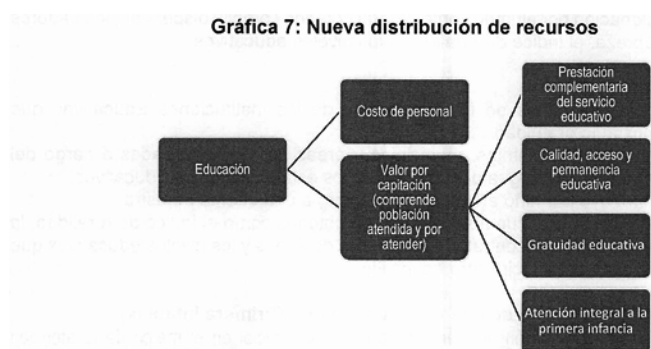 Gráfica 7: Nueva distribución de recursos
Educación
Costo de personal
Valor por
capitación
(comprende
población
atendida y por
atender)
Prestación
complementaria
del servicio
educativo
Calidad, acceso y
permanencia
educativa
Gratuidad educativa
Atención integral a la
primera infancia